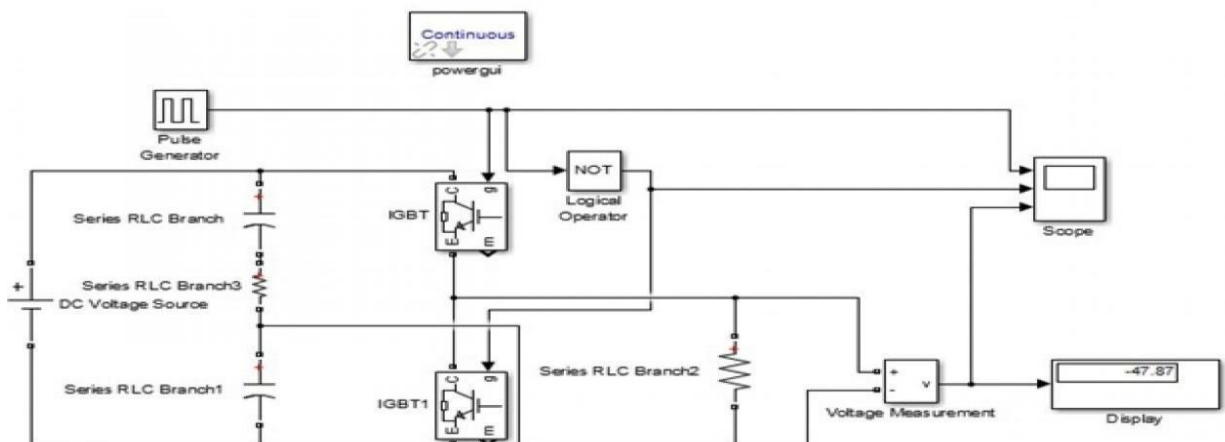 Continuous
powergui
Pulse
Generator
NOT
Logical
Operator
Scope
Series RLC Branch
C
g
IGBT
E
m
Series RLC Branch3
+
DC Voltage Source
Series RLC Branch1
C
g
IGBT1
E
m
Series RLC Branch2
+
-
v
Voltage Measurement
-47.87
Display